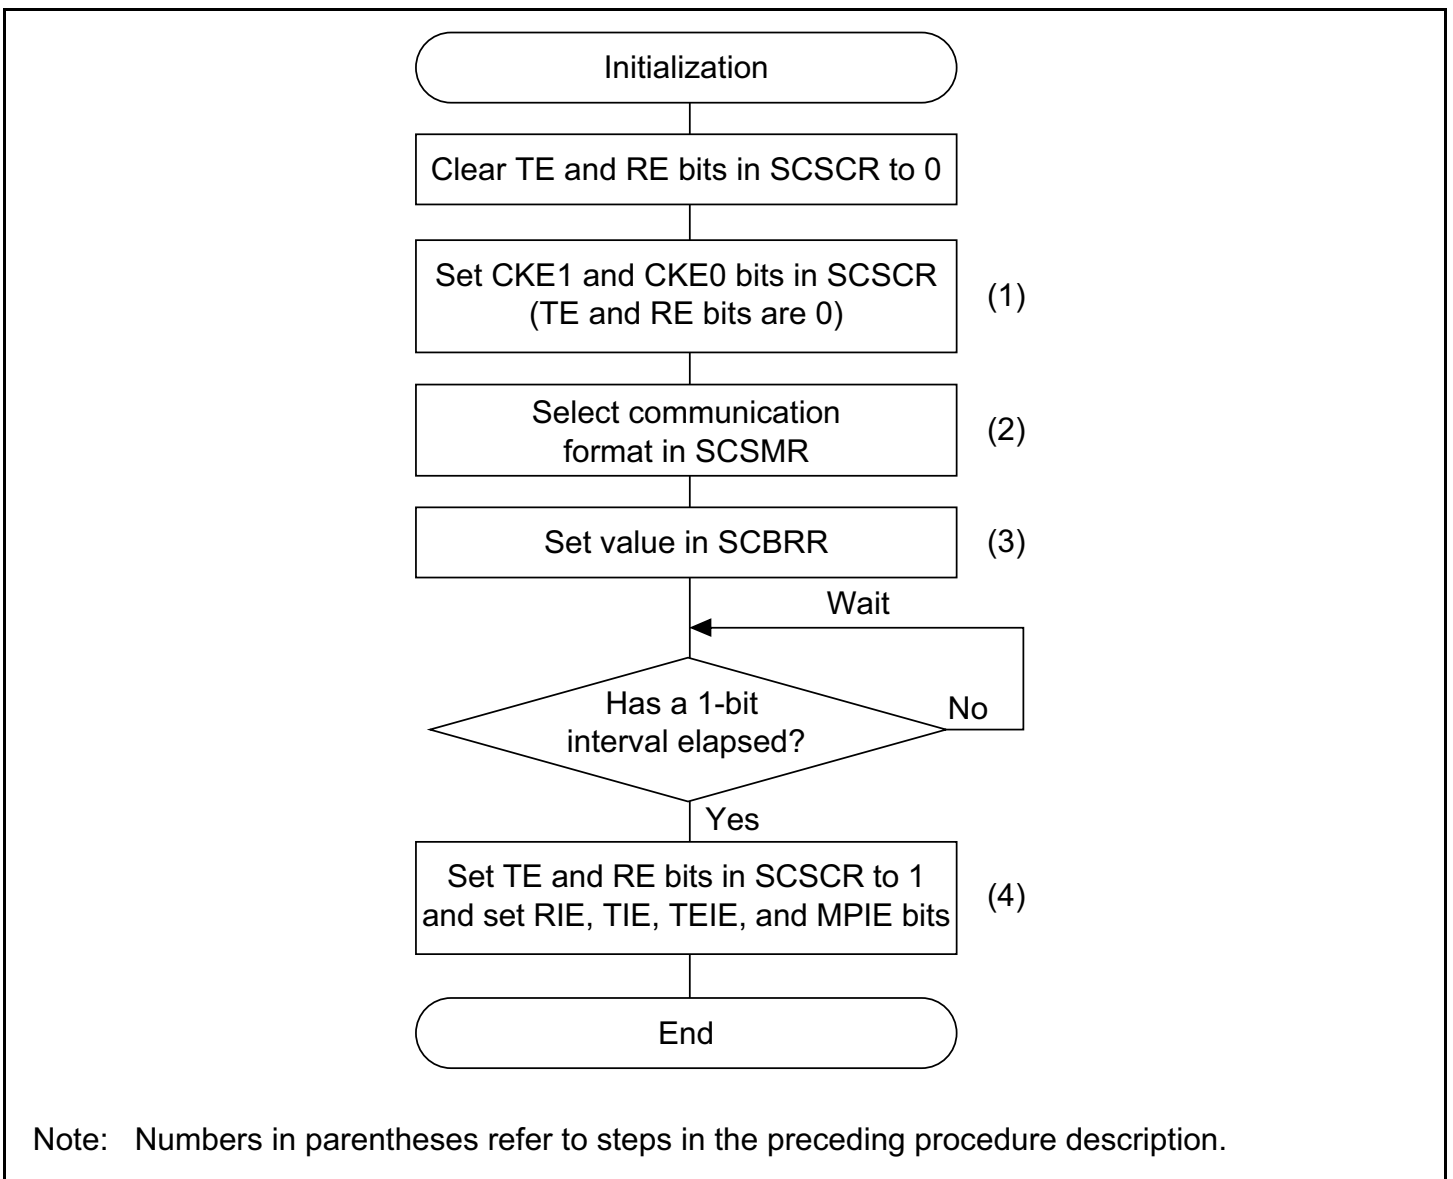 Initialization
Clear TE and RE bits in SCSCR to 0
Set CKE1 and CKE0 bits in SCSCR
(TE and RE bits are 0)
(1)
Select communication
format in SCSMR
(2)
Set value in SCBRR
(3)
Wait
Has a 1-bit
interval elapsed?
No
Yes
Set TE and RE bits in SCSCR to 1
and set RIE, TIE, TEIE, and MPIE bits
(4)
End
Note: Numbers in parentheses refer to steps in the preceding procedure description.